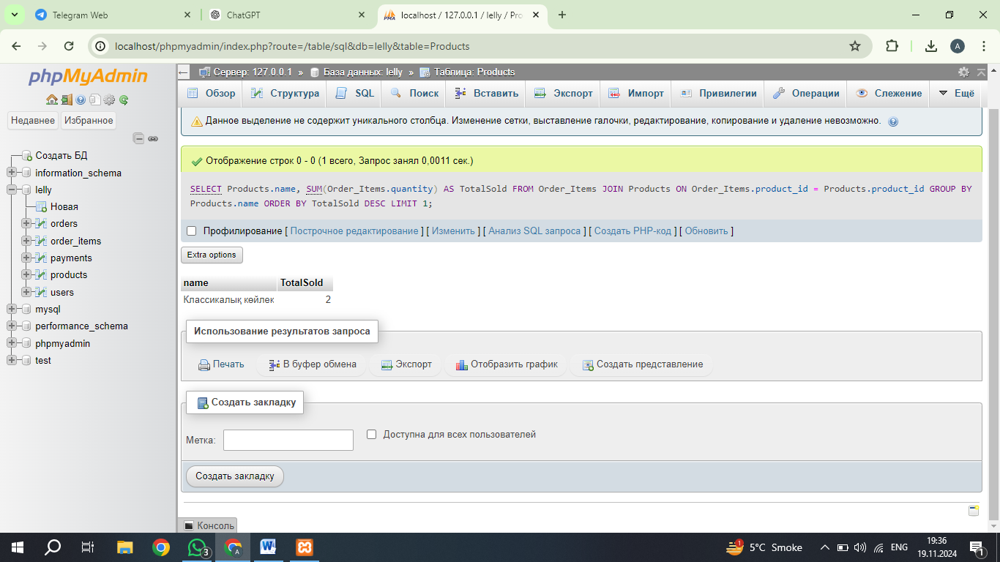 Telegram Web
ChatGPT
localhost / 127.0.0.1 / lelly / Pro
localhost/phpmyadmin/index.php?route=/table/sql&db=lelly&table=Products
A
phpMyAdmin
Недавнее Избранное
Создать БД
information_schema
lelly
Новая
orders
order_items
payments
products
users
mysql
performance_schema
phpmyadmin
test
Сервер: 127.0.0.1 » База данных: lelly » Таблица: Products
Обзор Структура SQL Поиск Вставить Экспорт Импорт Привилегии Операции Слежение Ещё
Данное выделение не содержит уникального столбца. Изменение сетки, выставление галочки, редактирование, копирование и удаление невозможно.
Отображение строк 0 - 0 (1 всего, Запрос занял 0,0011 сек.)
SELECT Products.name, SUM(Order_Items.quantity) AS TotalSold FROM Order_Items JOIN Products ON Order_Items.product_id = Products.product_id GROUP BY
Products.name ORDER BY TotalSold DESC LIMIT 1;
Профилирование [ Построчное редактирование ] [ Изменить ] [ Анализ SQL запроса ] [ Создать PHP-код ] [ Обновить ]
Extra options
name TotalSold
Классикалық көйлек 2
Использование результатов запроса
Печать В буфер обмена Экспорт Отобразить график Создать представление
Создать закладку
Метка: Доступна для всех пользователей
Создать закладку
Консоль
3
A
W
1
5°C Smoke
ENG
19:36
19.11.2024
1